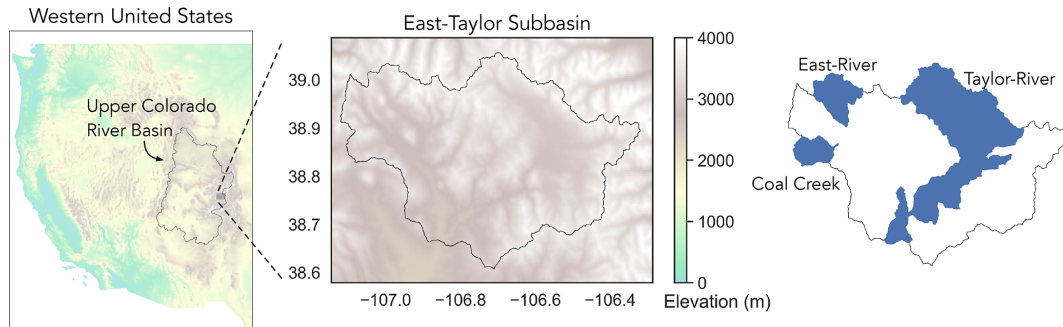 Western United States
Upper Colorado
River Basin
East-Taylor Subbasin
39.0
38.9
38.8
38.7
38.6
−107.0
−106.8
−106.6
−106.4
4000
3000
2000
1000
0
Elevation (m)
East-River
Taylor-River
Coal Creek